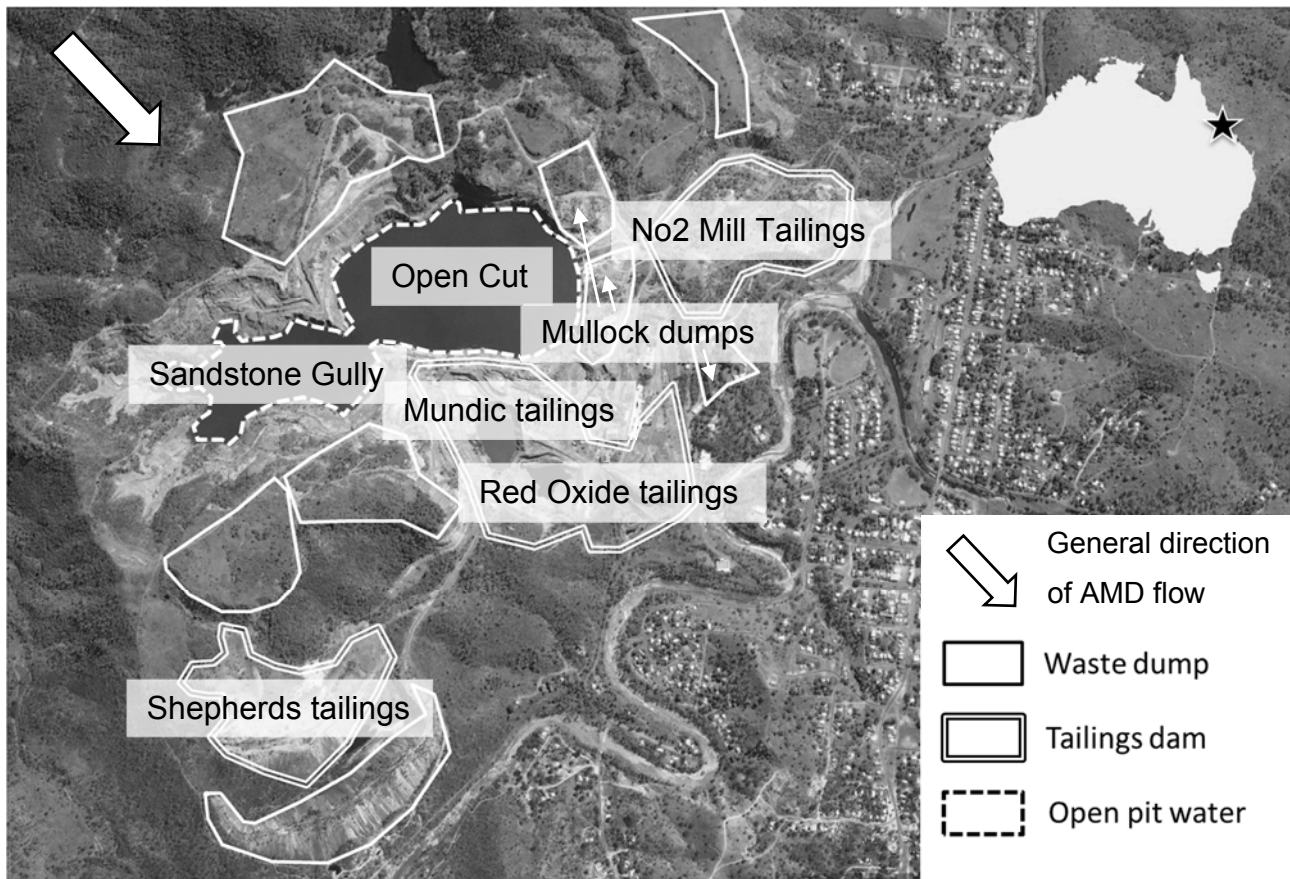 No2 Mill Tailings
Open Cut
Mullock dumps
Sandstone Gully
Mundic tailings
Red Oxide tailings
Shepherds tailings
General direction
of AMD flow
Waste dump
Tailings dam
Open pit water